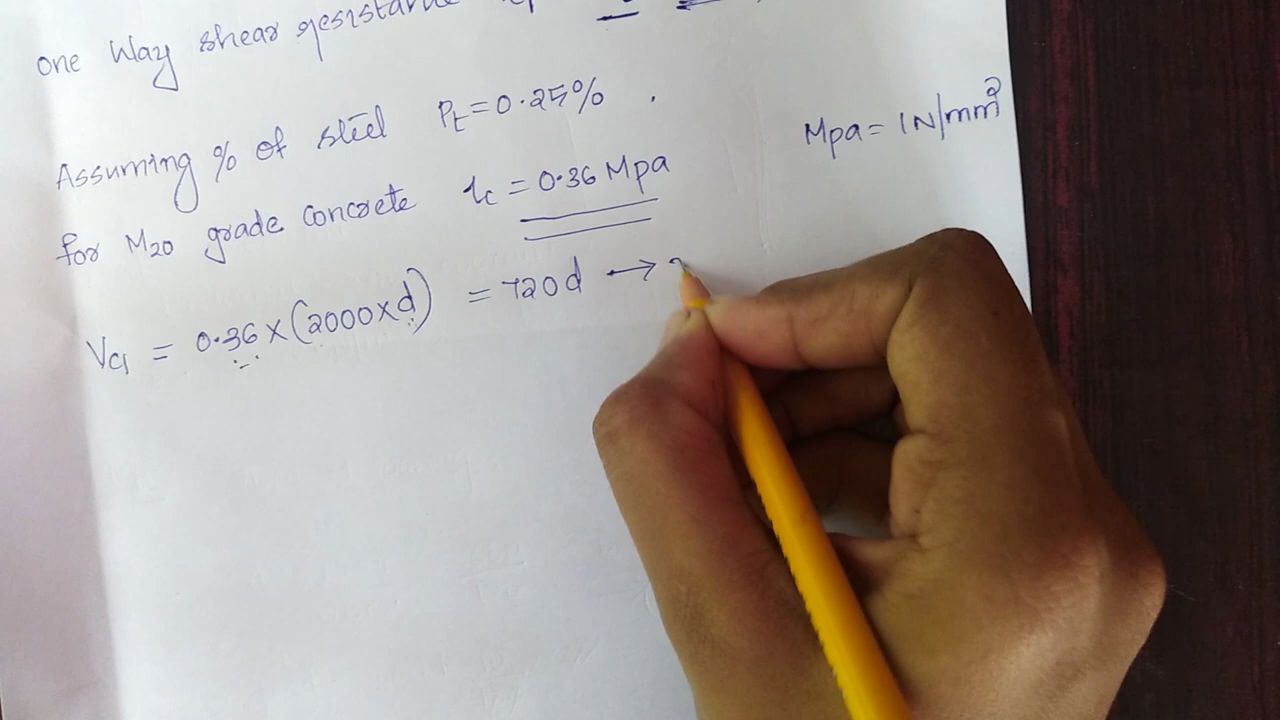 One Way shear resistance
Assuming % of steel Pt = 0.25% .
Mpa = 1N/mm²
for M20 grade concrete τc = 0.36 Mpa
Vc1 = 0.36 × (2000×d) = 720d →